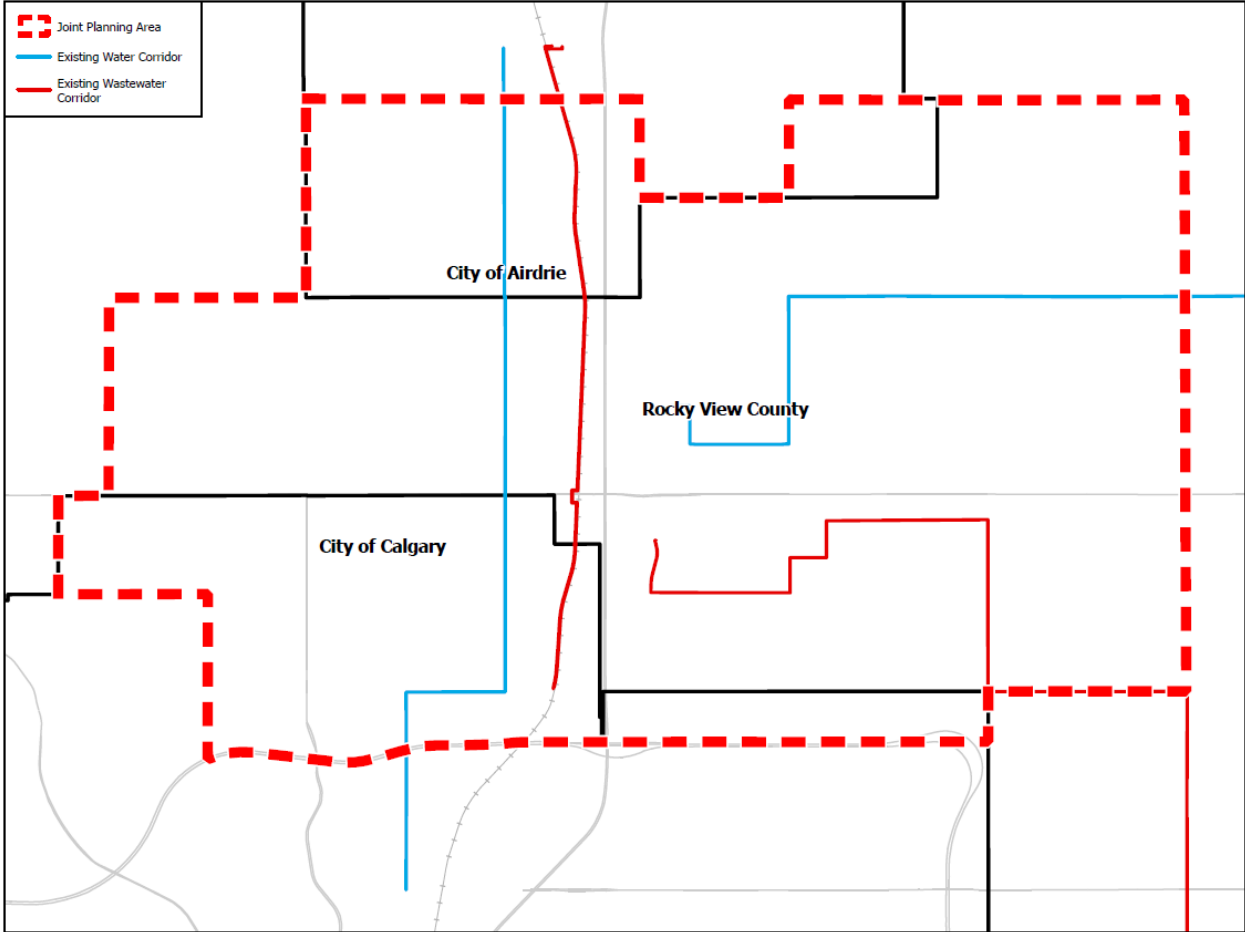 Joint Planning Area
Existing Water Corridor
Existing Wastewater
Corridor
City of Airdrie
Rocky View County
City of Calgary